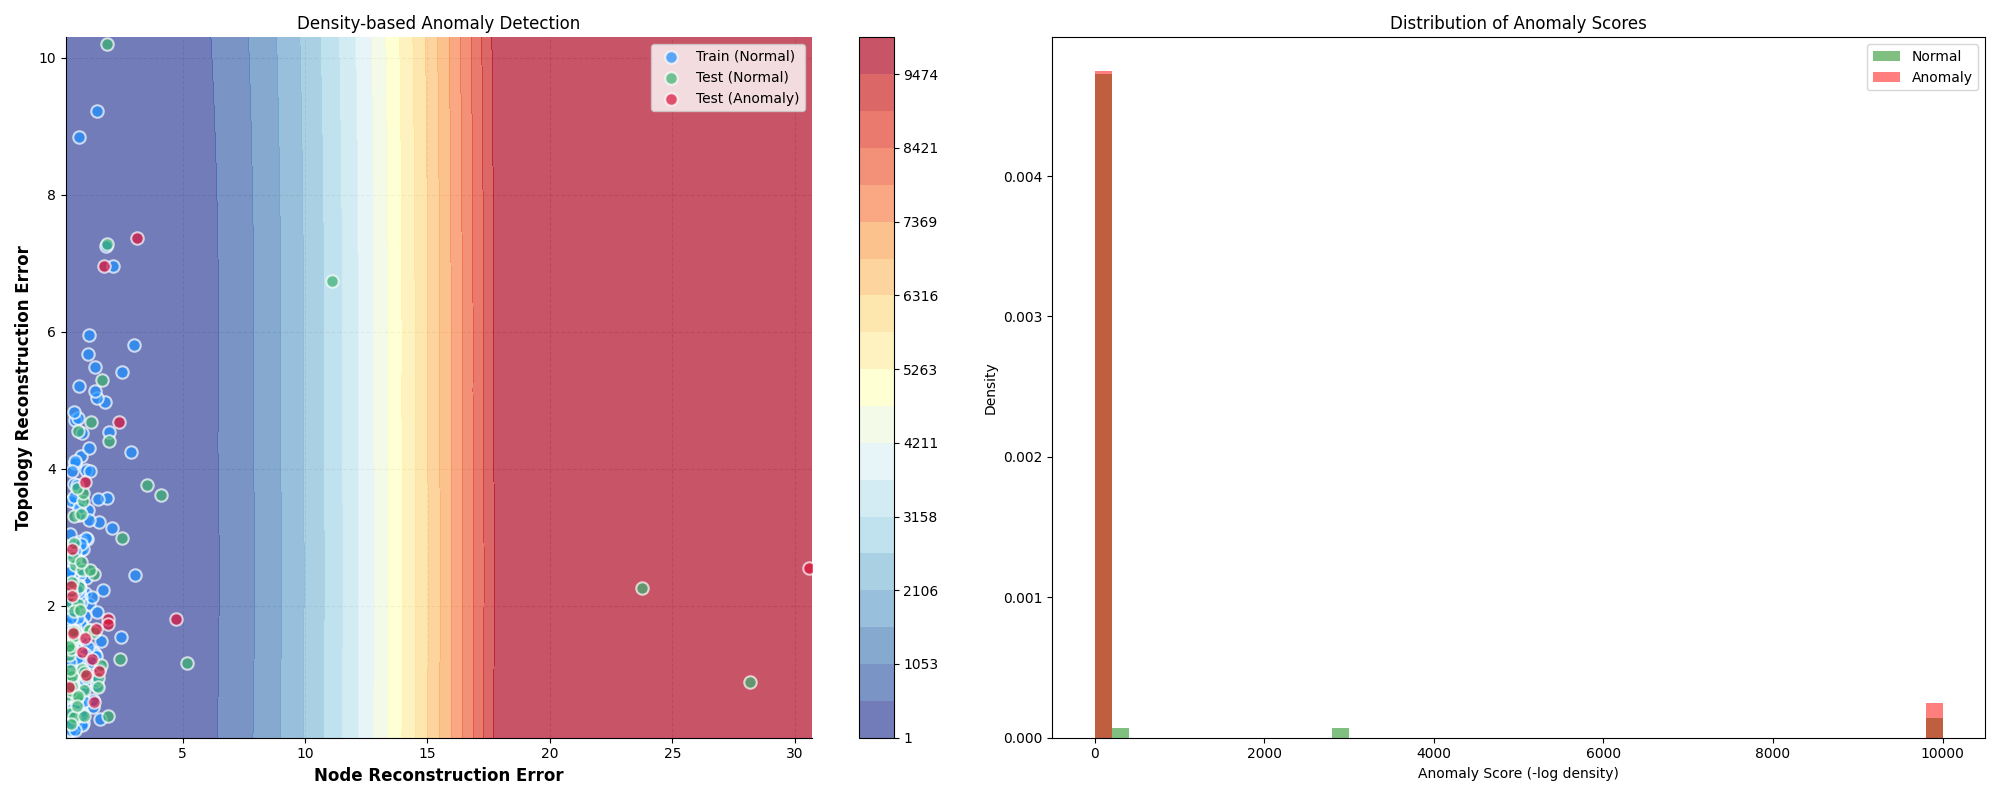 Density-based Anomaly Detection
Topology Reconstruction Error
10
8
6
4
2
Train (Normal)
Test (Normal)
Test (Anomaly)
5
10
15
20
25
30
Node Reconstruction Error
9474
8421
7369
6316
5263
4211
3158
2106
1053
1
Distribution of Anomaly Scores
Density
0.004
0.003
0.002
0.001
0.000
Normal
Anomaly
0
2000
4000
6000
8000
10000
Anomaly Score (-log density)